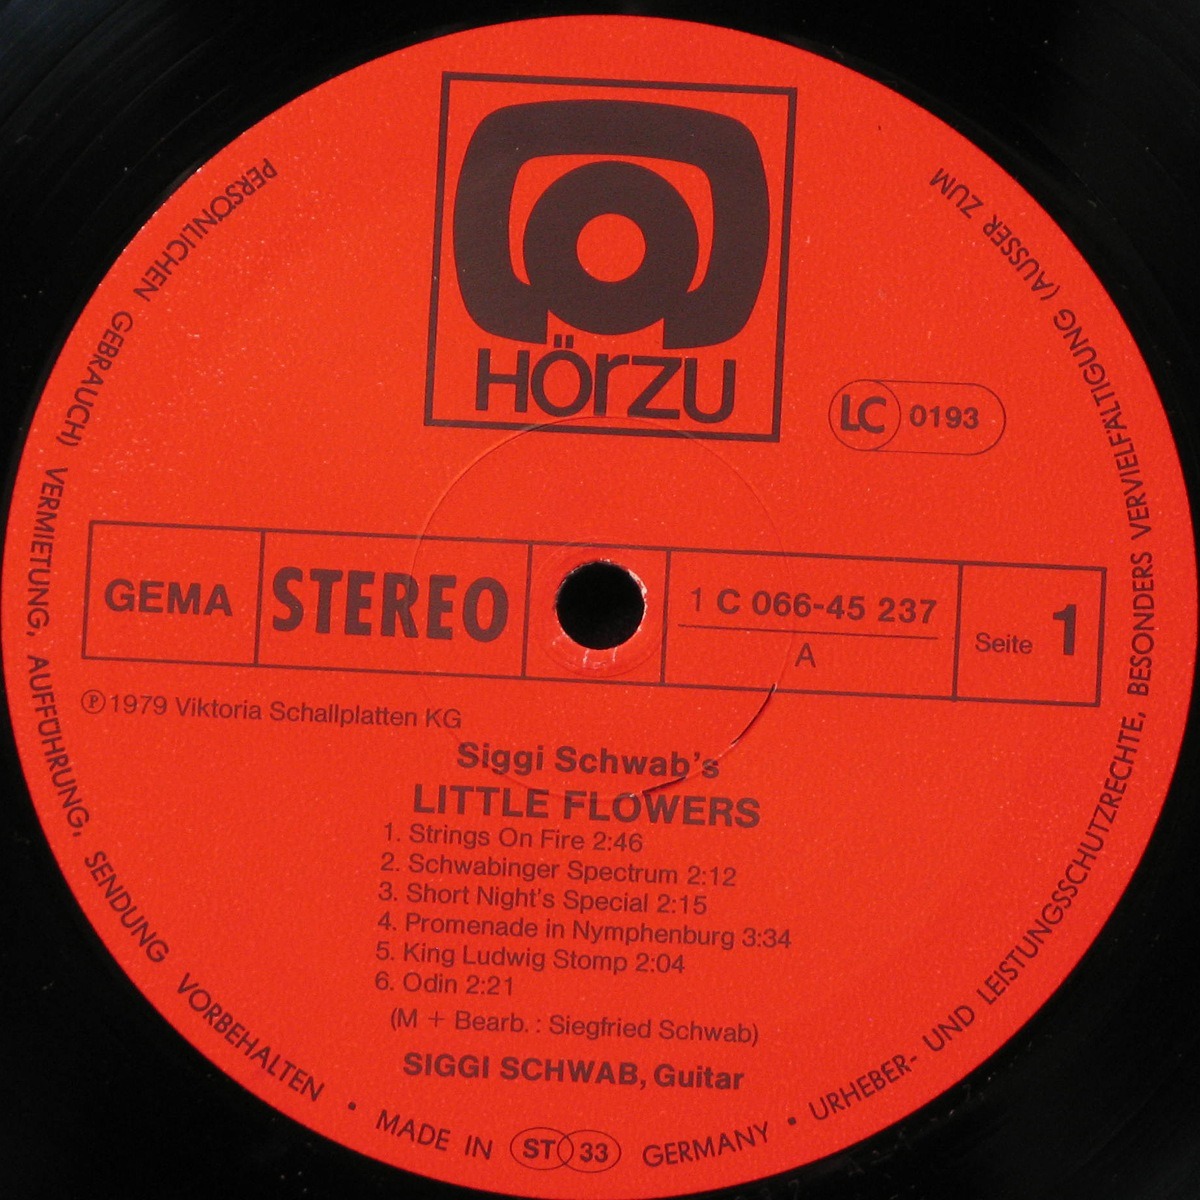 HÖRZU
LC 0193
GEMA
STEREO
1 C 066-45 237
A
Seite 1
Ⓟ 1979 Viktoria Schallplatten KG
Siggi Schwab's
LITTLE FLOWERS
1. Strings On Fire 2:46
2. Schwabinger Spectrum 2:12
3. Short Night's Special 2:15
4. Promenade in Nymphenburg 3:34
5. King Ludwig Stomp 2:04
6. Odin 2:21
(M + Bearb. : Siegfried Schwab)
SIGGI SCHWAB, Guitar
MADE IN ST 33 GERMANY • URHEBER- UND LEISTUNGSSCHUTZRECHTE, BESONDERS VERVIELFÄLTIGUNG (AUSSER ZUM PERSÖNLICHEN GEBRAUCH) VERMIETUNG, AUFFÜHRUNG, SENDUNG VORBEHALTEN •